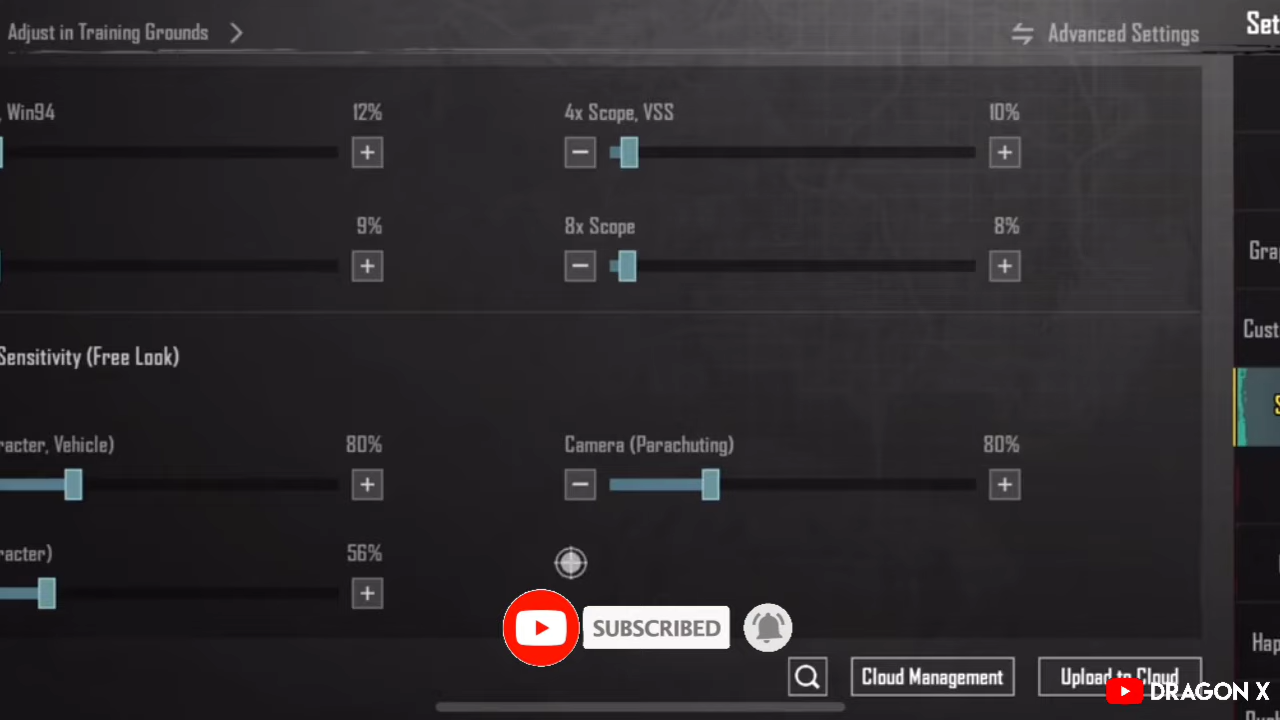 Adjust in Training Grounds
Advanced Settings
Set
, Win94
12%
4x Scope, VSS
10%
9%
8x Scope
8%
Gra
Cust
Sensitivity (Free Look)
racter, Vehicle)
80%
Camera (Parachuting)
80%
racter)
56%
SUBSCRIBED
Hap
Cloud Management
Upload to Cloud
DRAGON X